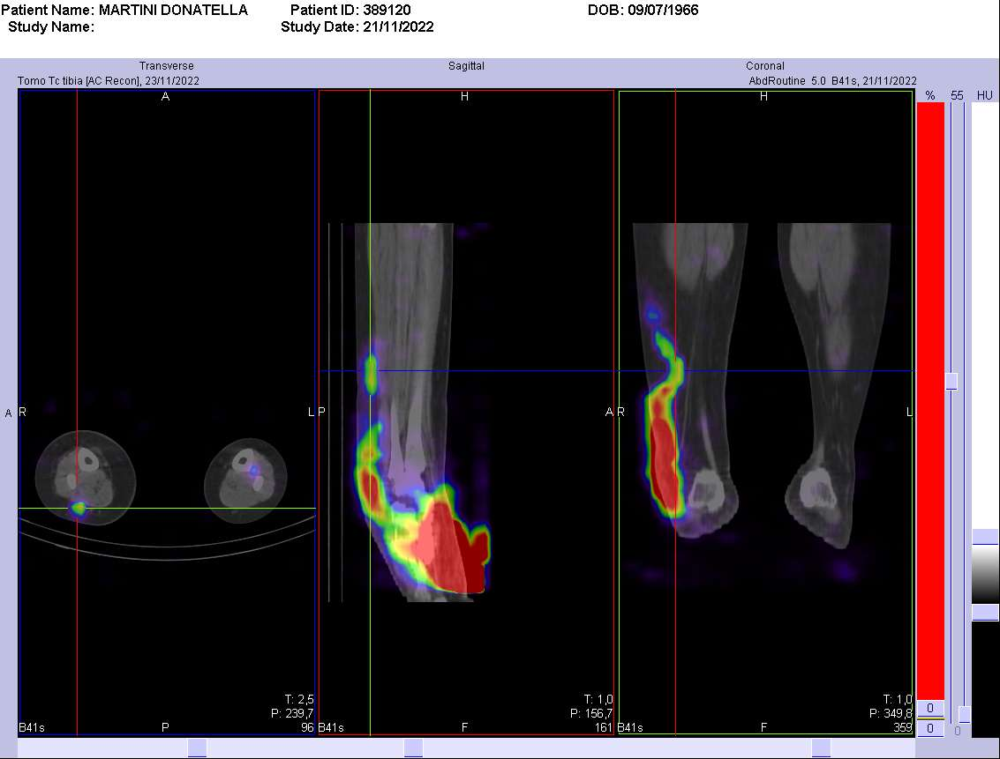 Patient Name: MARTINI DONATELLA Patient ID: 389120 DOB: 09/07/1966
Study Name: Study Date: 21/11/2022
Transverse Sagittal Coronal
Tomo Tc tibia [AC Recon], 23/11/2022 AbdRoutine 5.0 B41s, 21/11/2022
A H H % 55 HU
A R L P A R L
T: 2,5 T: 1,0 T: 1,0
P: 239,7 P: 156,7 P: 349,8 0
B41s P 96 B41s F 161 B41s F 359 0 0